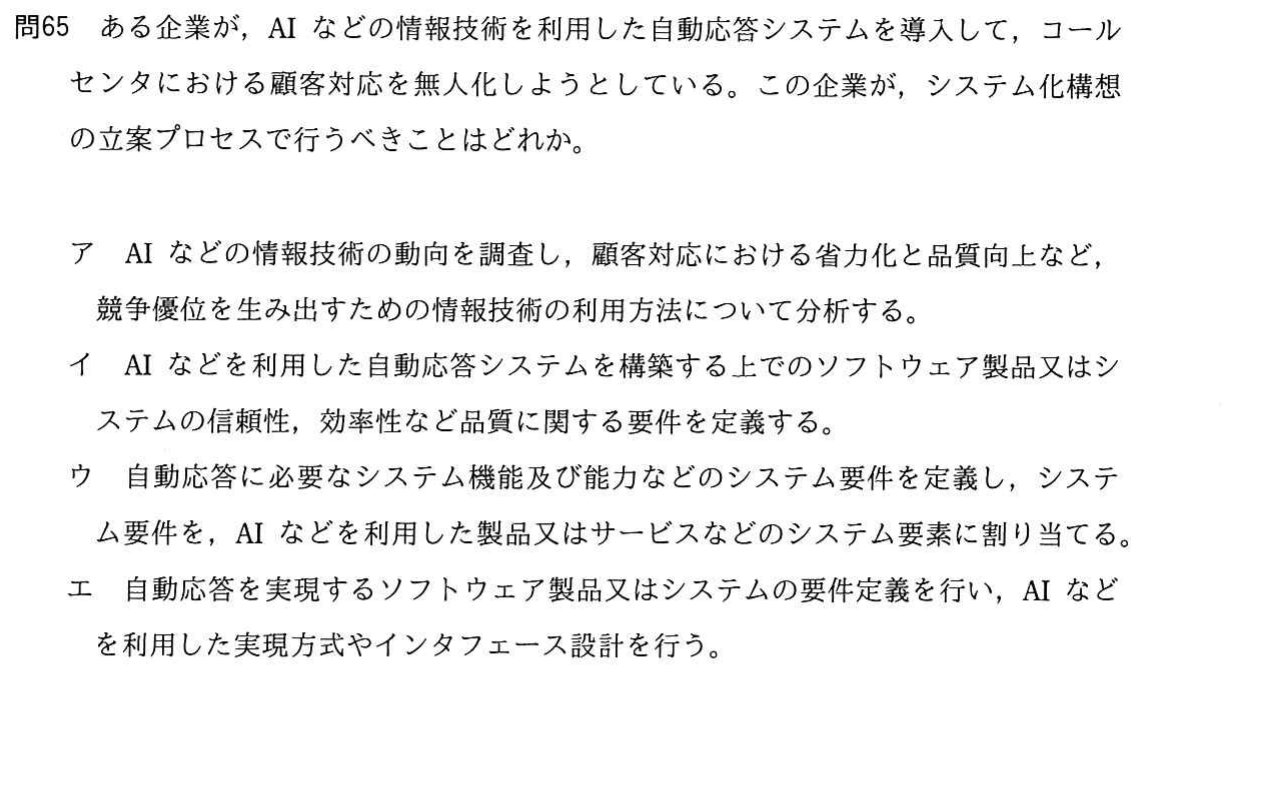 問65 ある企業が，AI などの情報技術を利用した自動応答システムを導入して，コール
センタにおける顧客対応を無人化しようとしている。この企業が，システム化構想
の立案プロセスで行うべきことはどれか。
ア AI などの情報技術の動向を調査し，顧客対応における省力化と品質向上など，
競争優位を生み出すための情報技術の利用方法について分析する。
イ AI などを利用した自動応答システムを構築する上でのソフトウェア製品又はシ
ステムの信頼性，効率性など品質に関する要件を定義する。
ウ 自動応答に必要なシステム機能及び能力などのシステム要件を定義し，システ
ム要件を，AI などを利用した製品又はサービスなどのシステム要素に割り当てる。
エ 自動応答を実現するソフトウェア製品又はシステムの要件定義を行い，AI など
を利用した実現方式やインタフェース設計を行う。